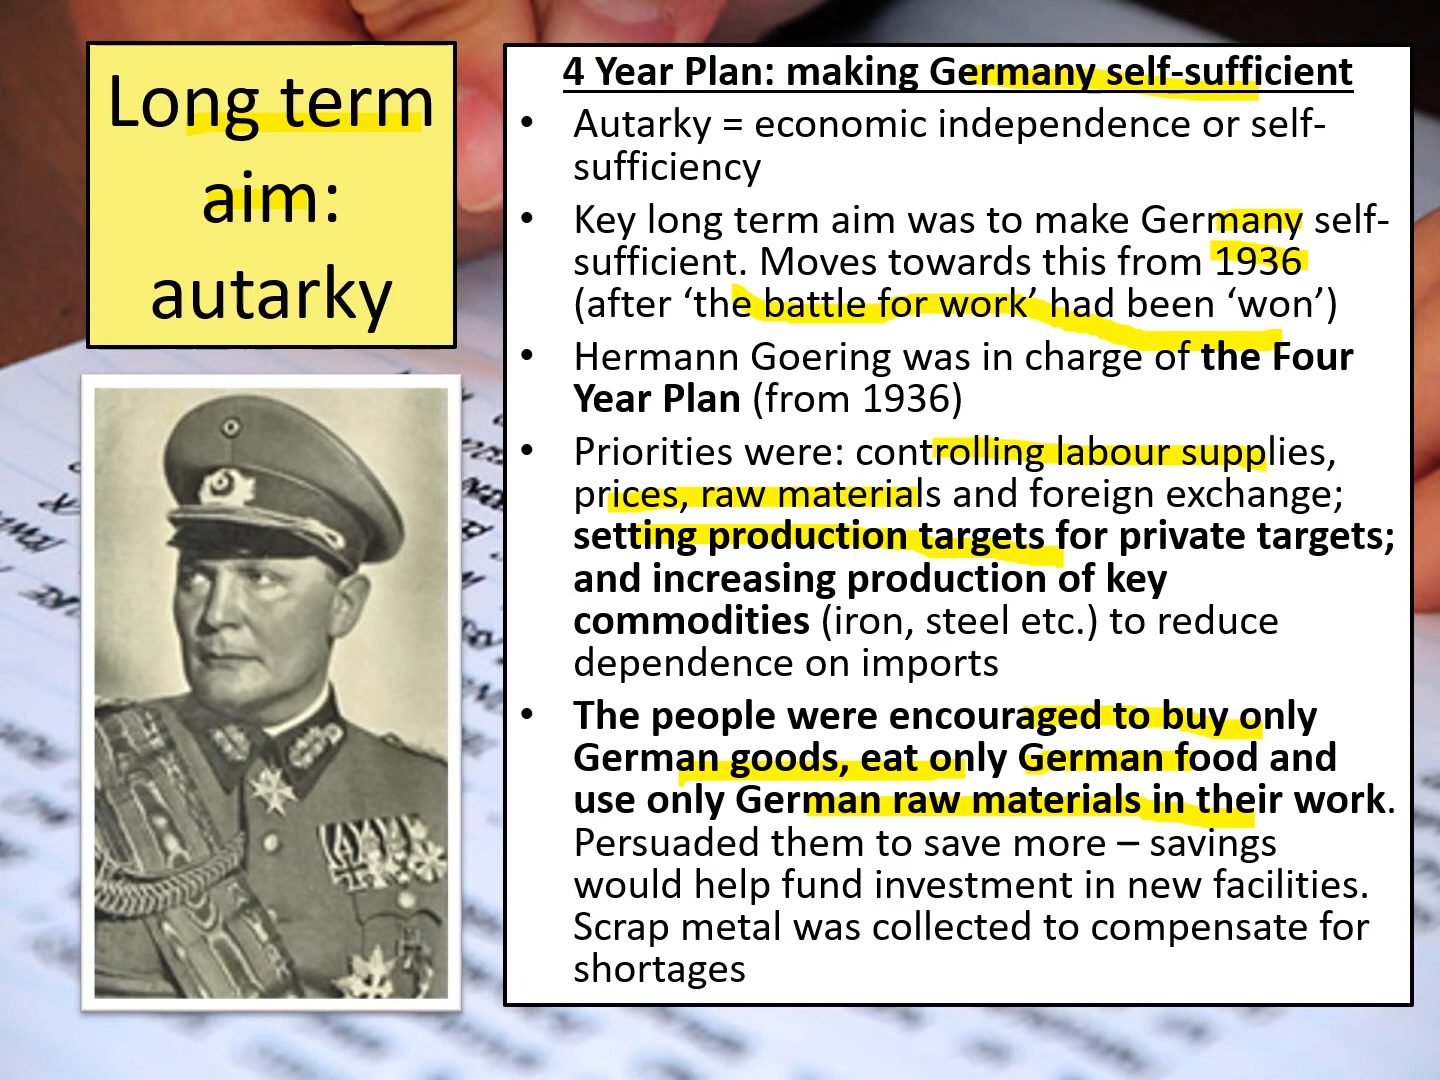 Long term
aim:
autarky
4 Year Plan: making Germany self-sufficient
• Autarky = economic independence or self-
sufficiency
• Key long term aim was to make Germany self-
sufficient. Moves towards this from 1936
(after ‘the battle for work’ had been ‘won’)
• Hermann Goering was in charge of the Four
Year Plan (from 1936)
• Priorities were: controlling labour supplies,
prices, raw materials and foreign exchange;
setting production targets for private targets;
and increasing production of key
commodities (iron, steel etc.) to reduce
dependence on imports
• The people were encouraged to buy only
German goods, eat only German food and
use only German raw materials in their work.
Persuaded them to save more – savings
would help fund investment in new facilities.
Scrap metal was collected to compensate for
shortages